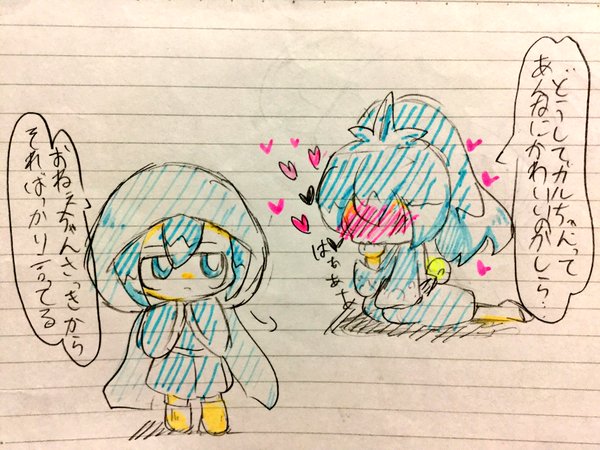 どうしてカルちゃんって
あんなにかわいいのかしら?
はぁぁ
おねえちゃんさっきから
そればっかり言ってる